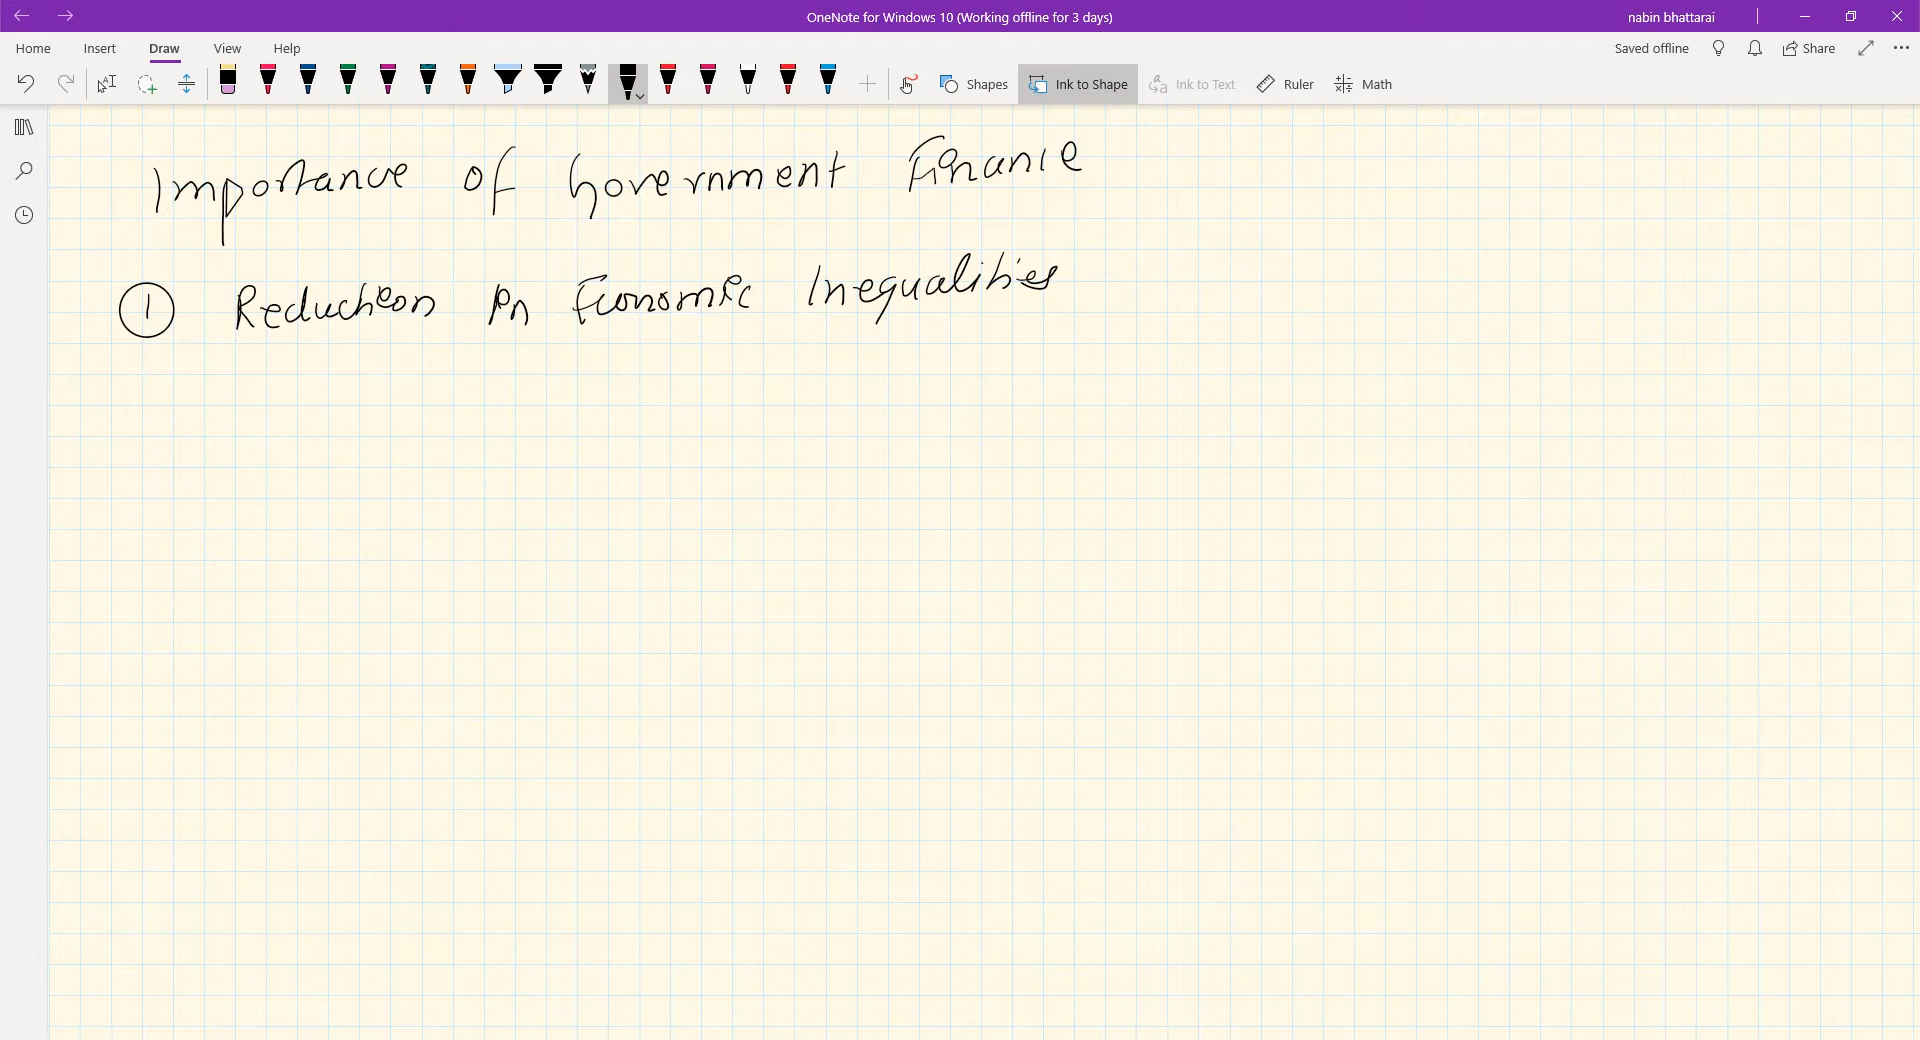 OneNote for Windows 10 (Working offline for 3 days)
nabin bhattarai
Home Insert Draw View Help
Saved offline Share
Shapes Ink to Shape Ink to Text Ruler Math
Importance of Government Finance
① Reduction in Economic Inequalities